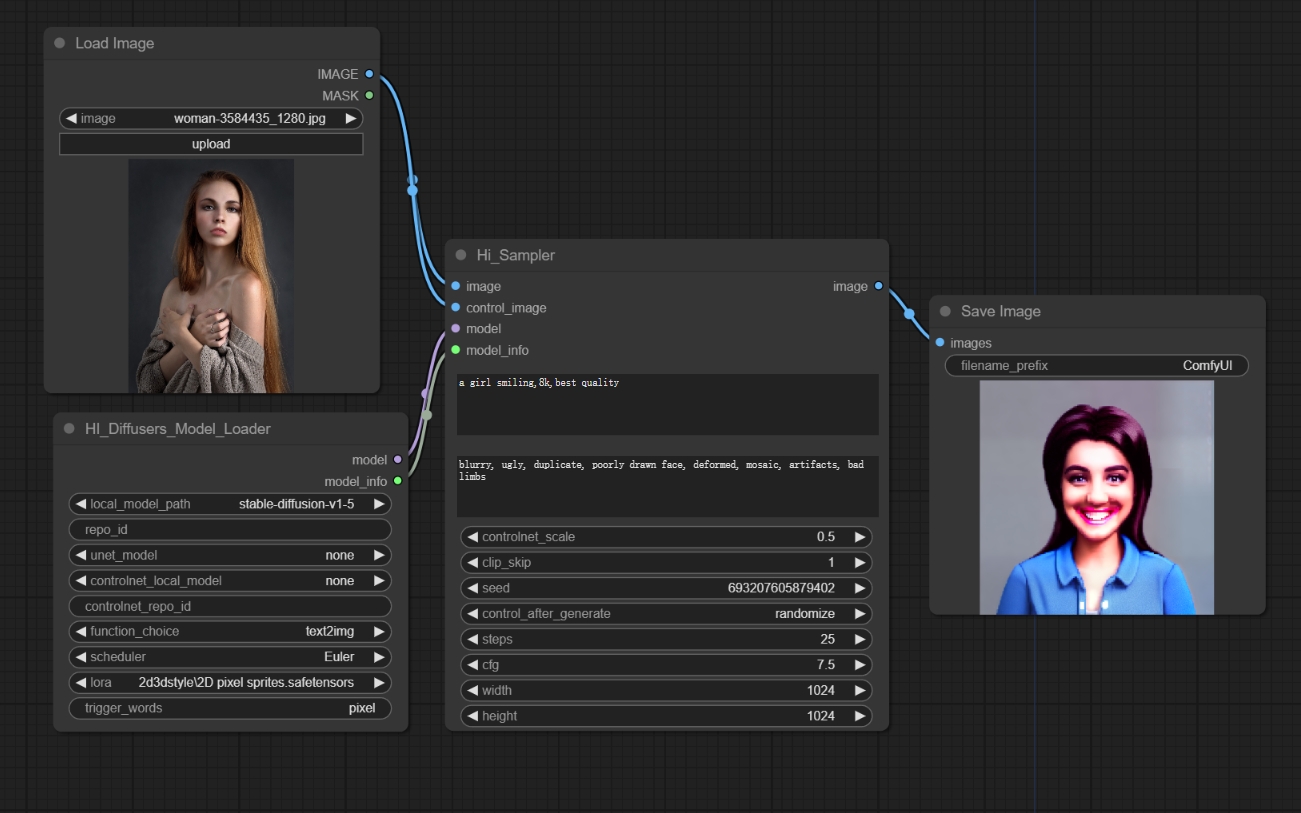 Load Image
IMAGE
MASK
image woman-3584435_1280.jpg
upload
HI_Diffusers_Model_Loader
model
model_info
local_model_path stable-diffusion-v1-5
repo_id
unet_model none
controlnet_local_model none
controlnet_repo_id
function_choice text2img
scheduler Euler
lora 2d3dstyle\2D pixel sprites.safetensors
trigger_words pixel
Hi_Sampler
image image
control_image
model
model_info
a girl smiling,8k,best quality
blurry, ugly, duplicate, poorly drawn face, deformed, mosaic, artifacts, bad
limbs
controlnet_scale 0.5
clip_skip 1
seed 693207605879402
control_after_generate randomize
steps 25
cfg 7.5
width 1024
height 1024
Save Image
images
filename_prefix ComfyUI